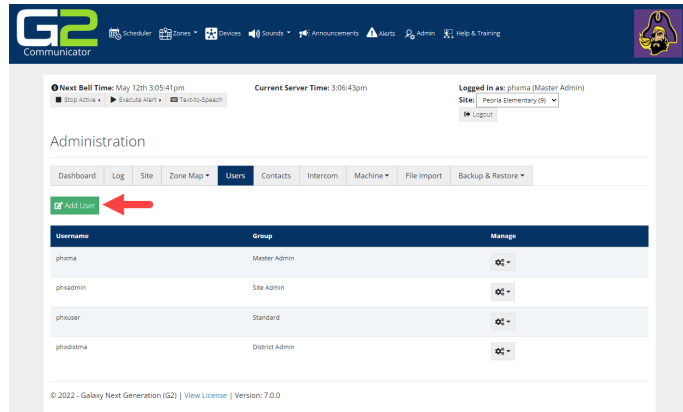 G2
Communicator
Scheduler Zones Devices Sounds Announcements Alerts Admin Help & Training
Next Bell Time: May 12th 3:05:41pm Current Server Time: 3:06:43pm Logged in as: phxma (Master Admin)
Stop Active Execute Alert Text-to-Speech Site: Peoria Elementary (9)
Logout
Administration
Dashboard Log Site Zone Map Users Contacts Intercom Machine File Import Backup & Restore
Add User
Username Group Manage
phxma Master Admin
phxadmin Site Admin
phxuser Standard
phxdistma District Admin
© 2022 - Galaxy Next Generation (G2) | View License | Version: 7.0.0